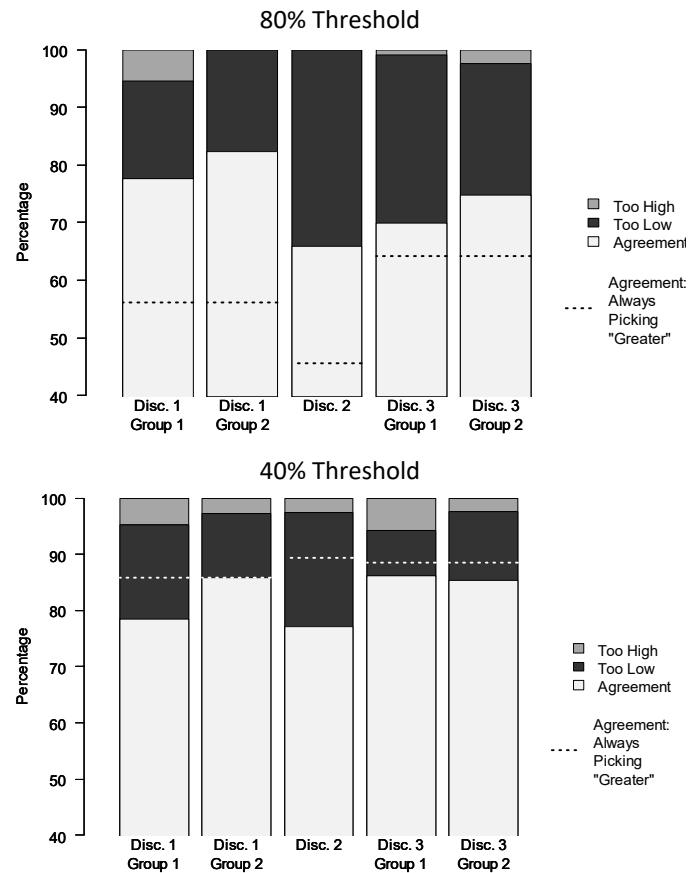 80% Threshold
100
90
80
70
60
50
40
Percentage
Disc. 1
Group 1
Disc. 1
Group 2
Disc. 2
Disc. 3
Group 1
Disc. 3
Group 2
Too High
Too Low
Agreement
Agreement:
Always
Picking
"Greater"
40% Threshold
100
90
80
70
60
50
40
Percentage
Disc. 1
Group 1
Disc. 1
Group 2
Disc. 2
Disc. 3
Group 1
Disc. 3
Group 2
Too High
Too Low
Agreement
Agreement:
Always
Picking
"Greater"